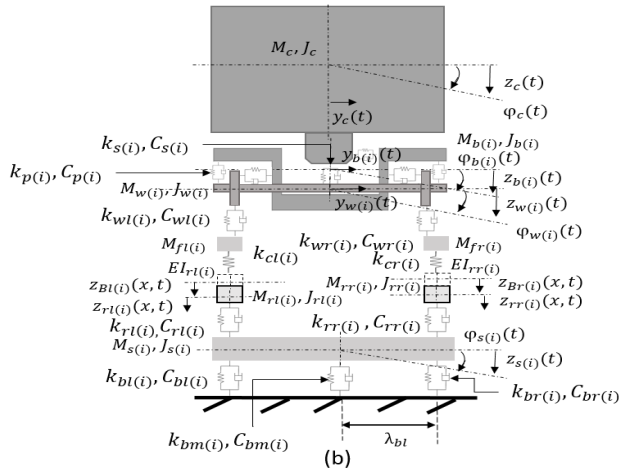 M_c, J_c
z_c(t)
φ_c(t)
y_c(t)
k_s(i), C_s(i)
M_b(i), J_b(i)
k_p(i), C_p(i)
y_b(i)(t)
φ_b(i)(t)
z_b(i)(t)
M_w(i), J_w(i)
y_w(i)(t)
z_w(i)(t)
k_wl(i), C_wl(i)
φ_w(i)(t)
M_fl(i)
k_wr(i), C_wr(i)
M_fr(i)
k_cl(i)
k_cr(i)
EI_rl(i)
EI_rr(i)
z_Bl(i)(x, t)
M_rr(i), J_rr(i)
z_Br(i)(x, t)
z_rl(i)(x, t)
M_rl(i), J_rl(i)
z_rr(i)(x, t)
k_rl(i), C_rl(i)
k_rr(i), C_rr(i)
φ_s(i)(t)
M_s(i), J_s(i)
z_s(i)(t)
k_bl(i), C_bl(i)
k_br(i), C_br(i)
k_bm(i), C_bm(i)
λ_bl
(b)